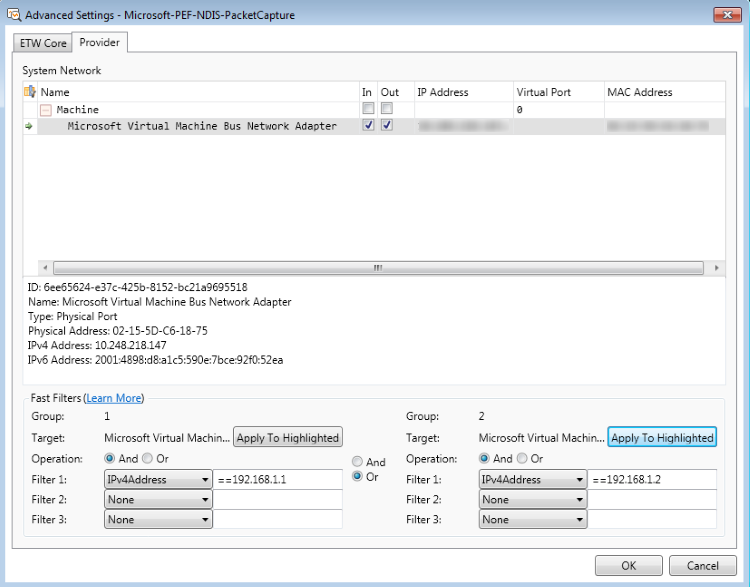 Advanced Settings - Microsoft-PEF-NDIS-PacketCapture
ETW Core Provider
System Network
Name In Out IP Address Virtual Port MAC Address
Machine 0
Microsoft Virtual Machine Bus Network Adapter
ID: 6ee65624-e37c-425b-8152-bc21a9695518
Name: Microsoft Virtual Machine Bus Network Adapter
Type: Physical Port
Physical Address: 02-15-5D-C6-18-75
IPv4 Address: 10.248.218.147
IPv6 Address: 2001:4898:d8:a1c5:590e:7bce:92f0:52ea
Fast Filters (Learn More)
Group: 1 Group: 2
Target: Microsoft Virtual Machin... Apply To Highlighted Target: Microsoft Virtual Machin... Apply To Highlighted
Operation: And Or And Operation: And Or
Filter 1: IPv4Address ==192.168.1.1 Or Filter 1: IPv4Address ==192.168.1.2
Filter 2: None Filter 2: None
Filter 3: None Filter 3: None
OK Cancel